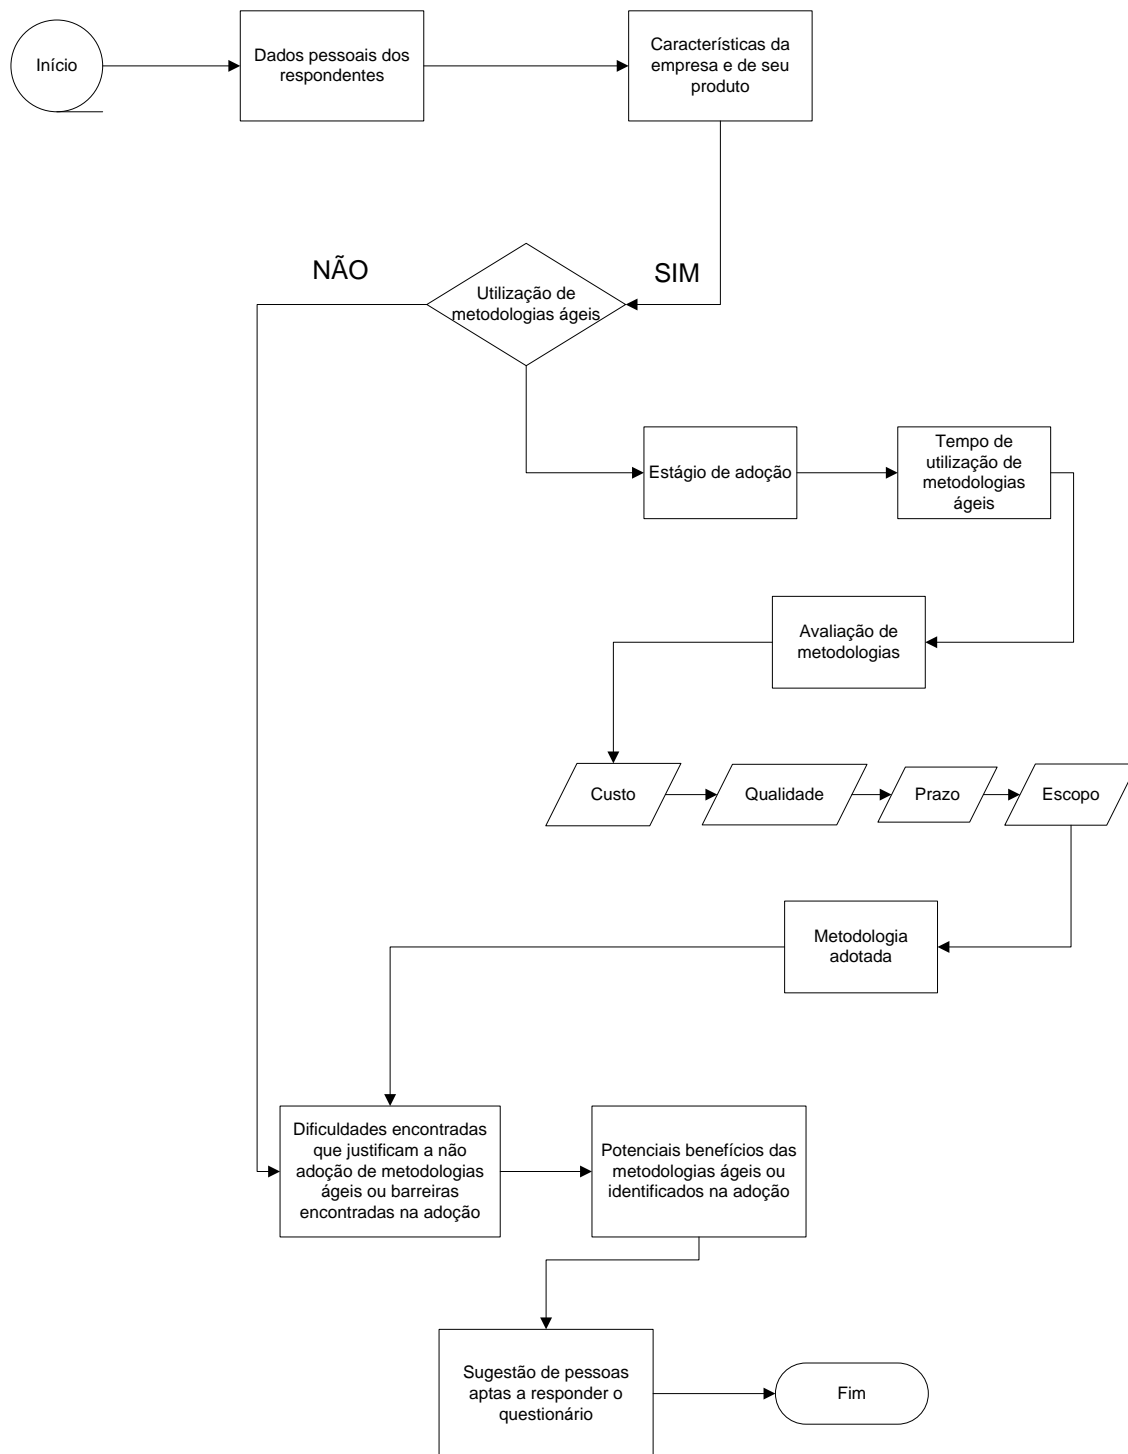 Início
Dados pessoais dos
respondentes
Características da
empresa e de seu
produto
NÃO
SIM
Utilização de
metodologias ágeis
Estágio de adoção
Tempo de
utilização de
metodologias
ágeis
Avaliação de
metodologias
Custo
Qualidade
Prazo
Escopo
Metodologia
adotada
Dificuldades encontradas
que justificam a não
adoção de metodologias
ágeis ou barreiras
encontradas na adoção
Potenciais benefícios das
metodologias ágeis ou
identificados na adoção
Sugestão de pessoas
aptas a responder o
questionário
Fim